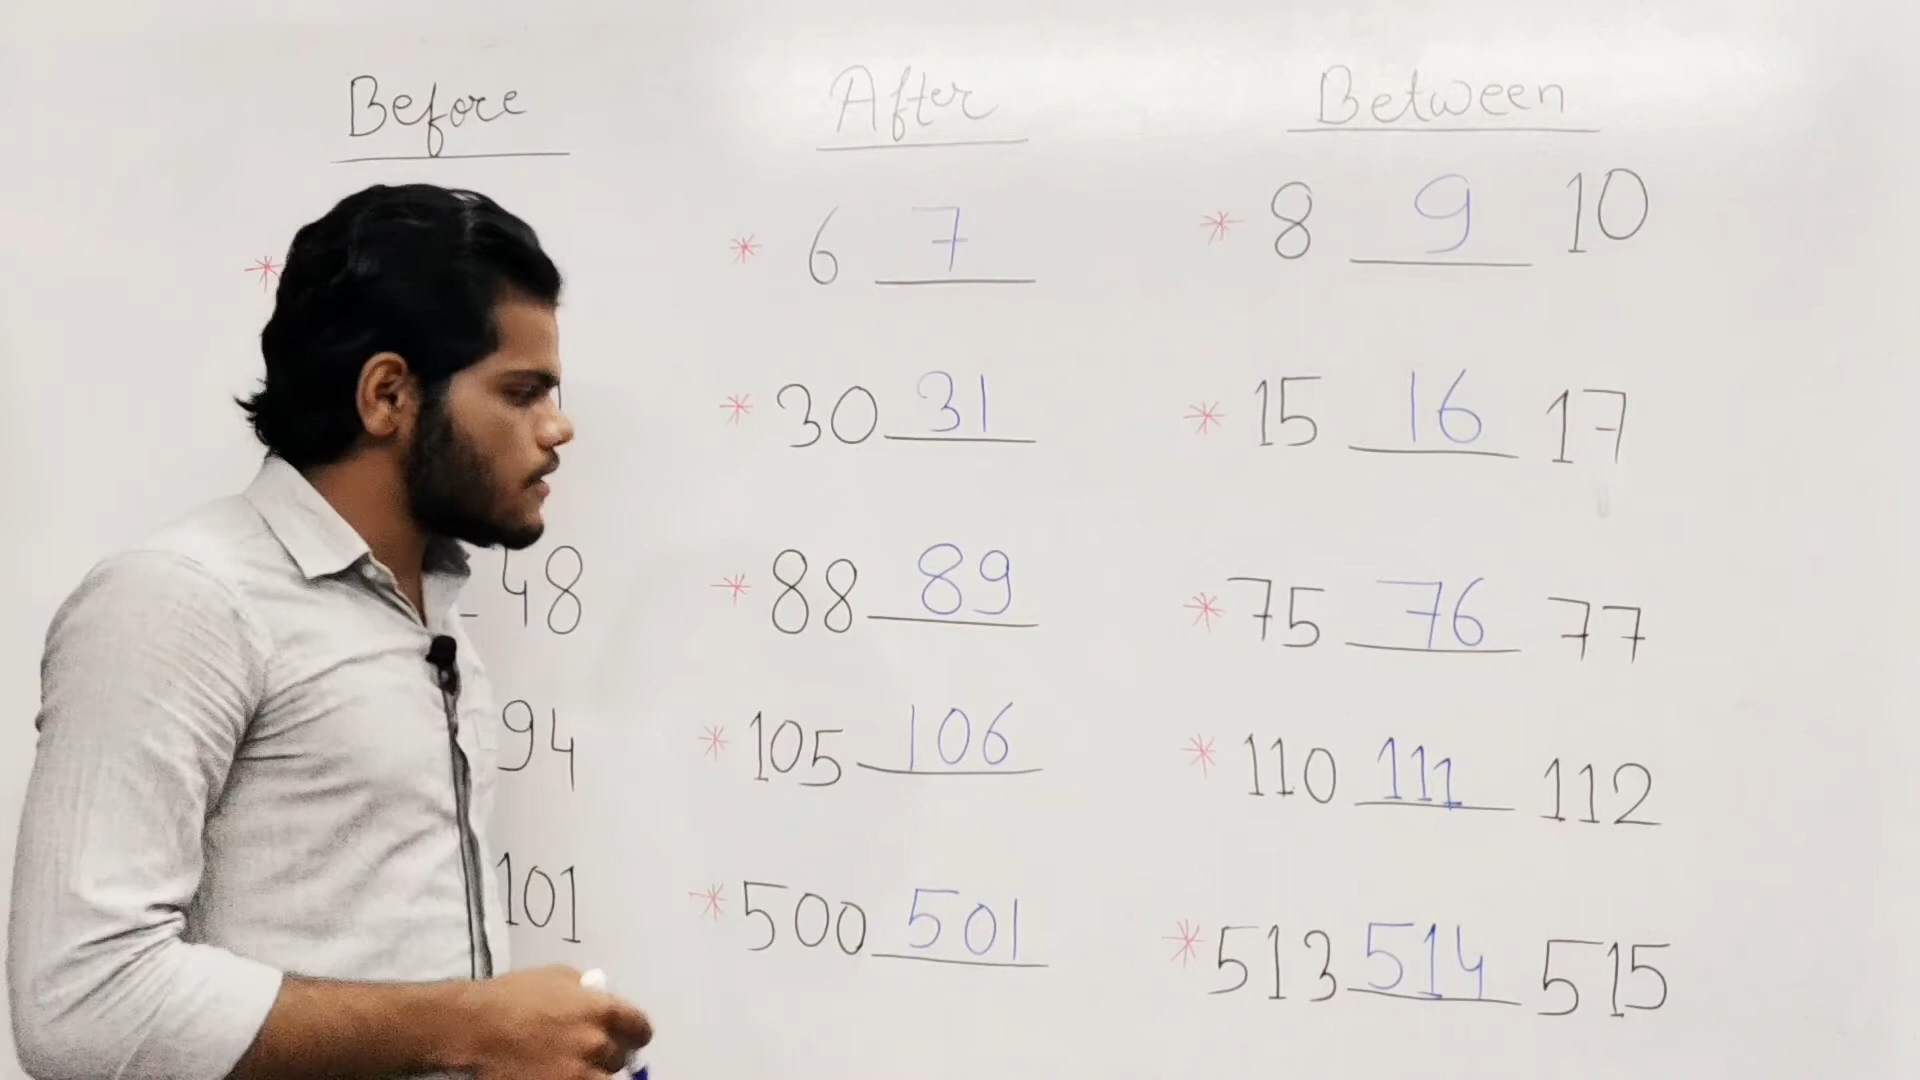 Before After Between
* * 6 7 * 8 9 10
* 30 31 * 15 16 17
48 * 88 89 * 75 76 77
94 * 105 106 * 110 111 112
101 * 500 501 * 513 514 515